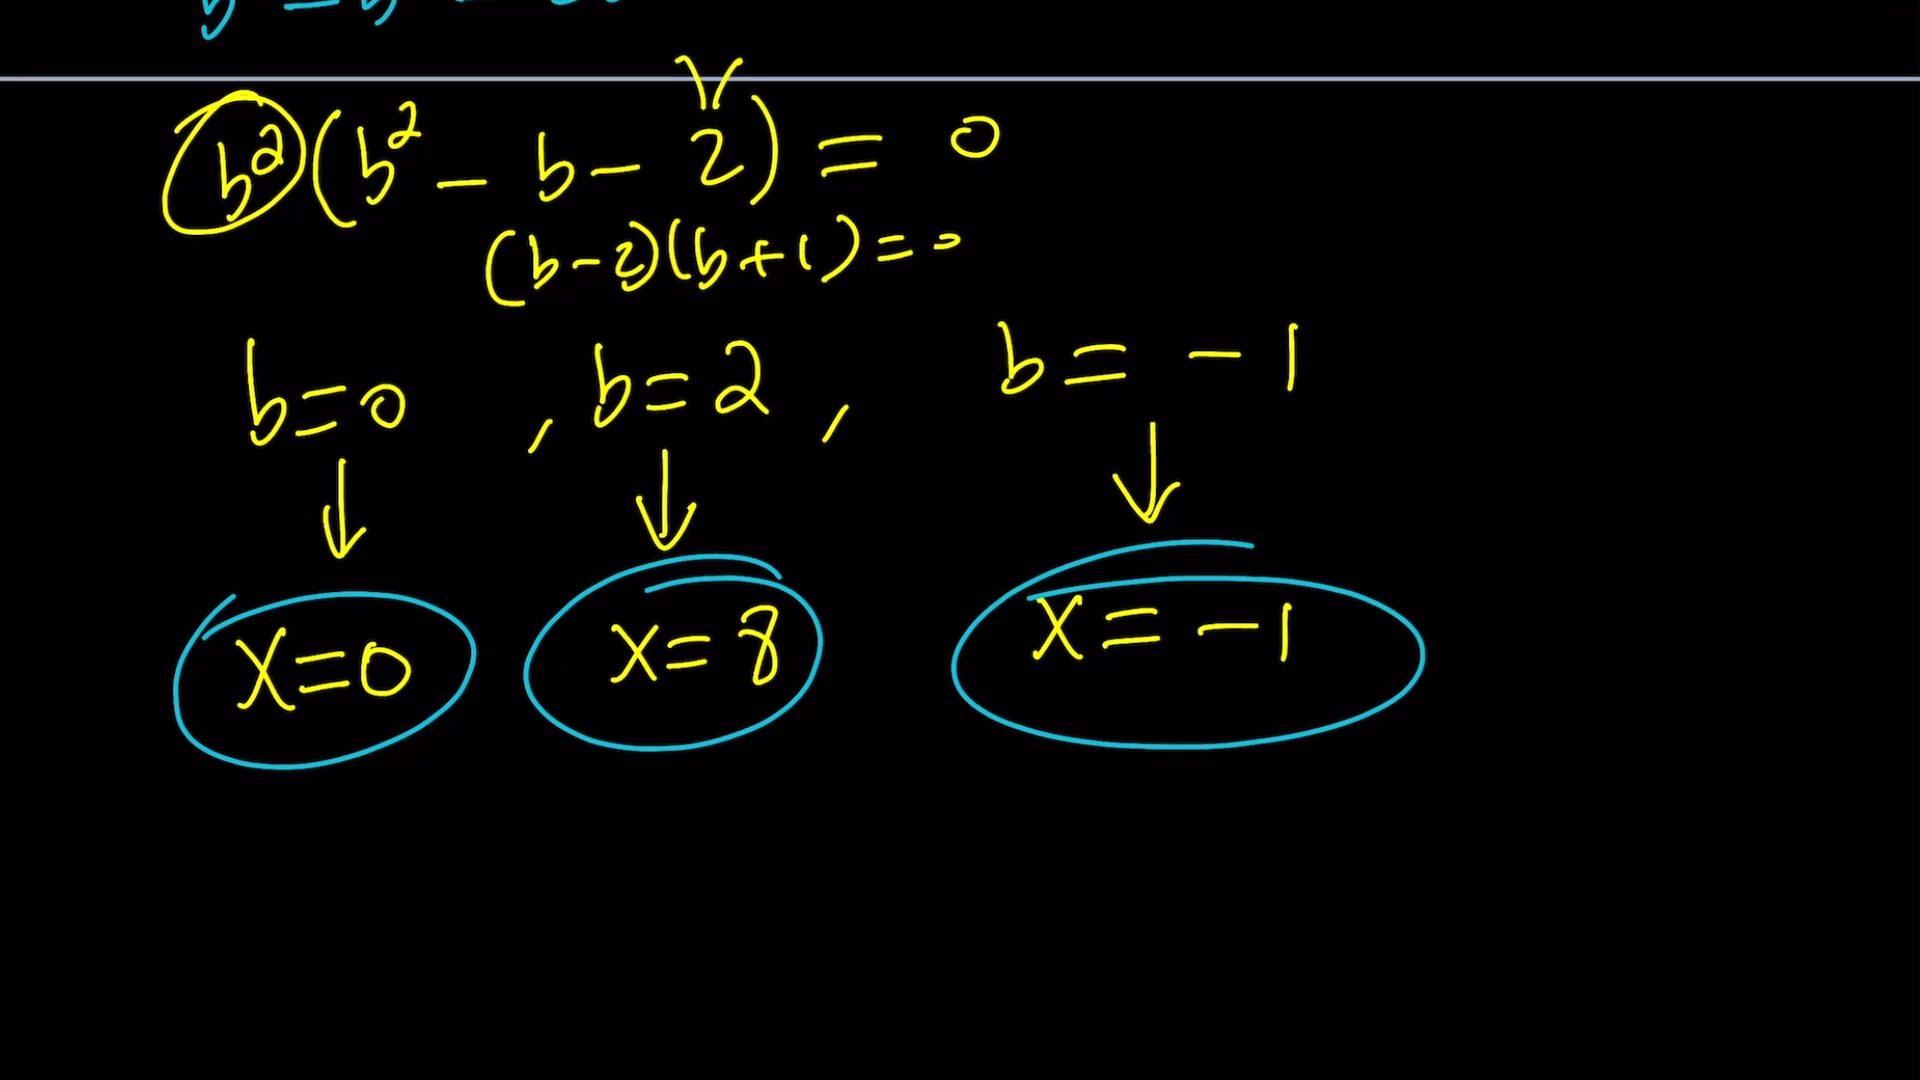 b²(b² - b - 2) = 0
(b-2)(b+1) = 0
b=0 , b=2 , b= -1
x=0 x=8 x= -1